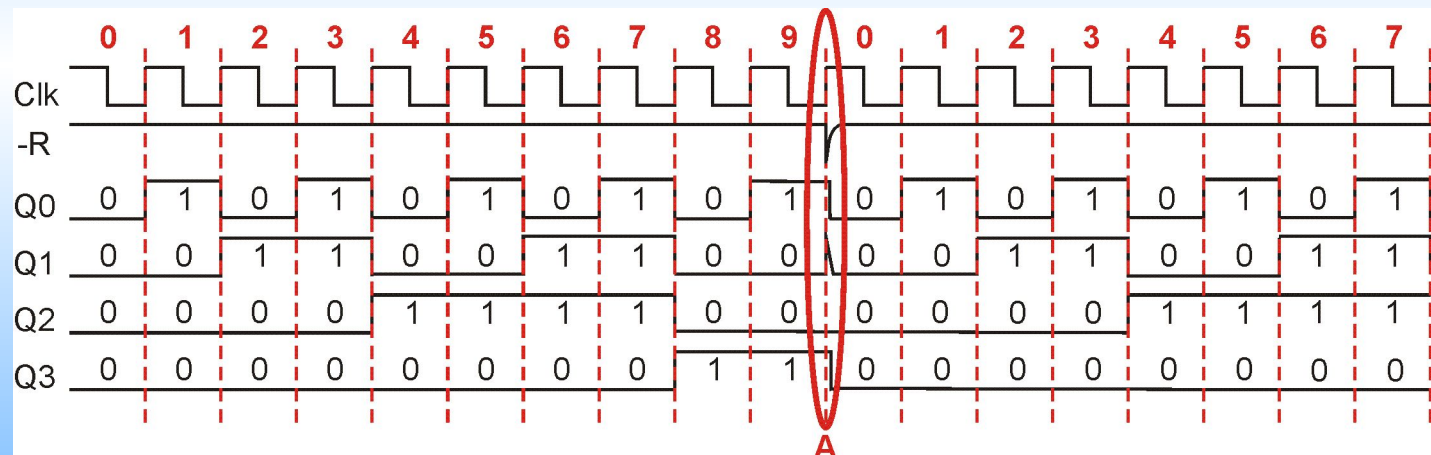 0 1 2 3 4 5 6 7 8 9 0 1 2 3 4 5 6 7
Clk
-R
Q0 0 1 0 1 0 1 0 1 0 1 0 1 0 1 0 1 0 1
Q1 0 0 1 1 0 0 1 1 0 0 0 0 1 1 0 0 1 1
Q2 0 0 0 0 1 1 1 1 0 0 0 0 0 0 1 1 1 1
Q3 0 0 0 0 0 0 0 0 1 1 0 0 0 0 0 0 0 0
A